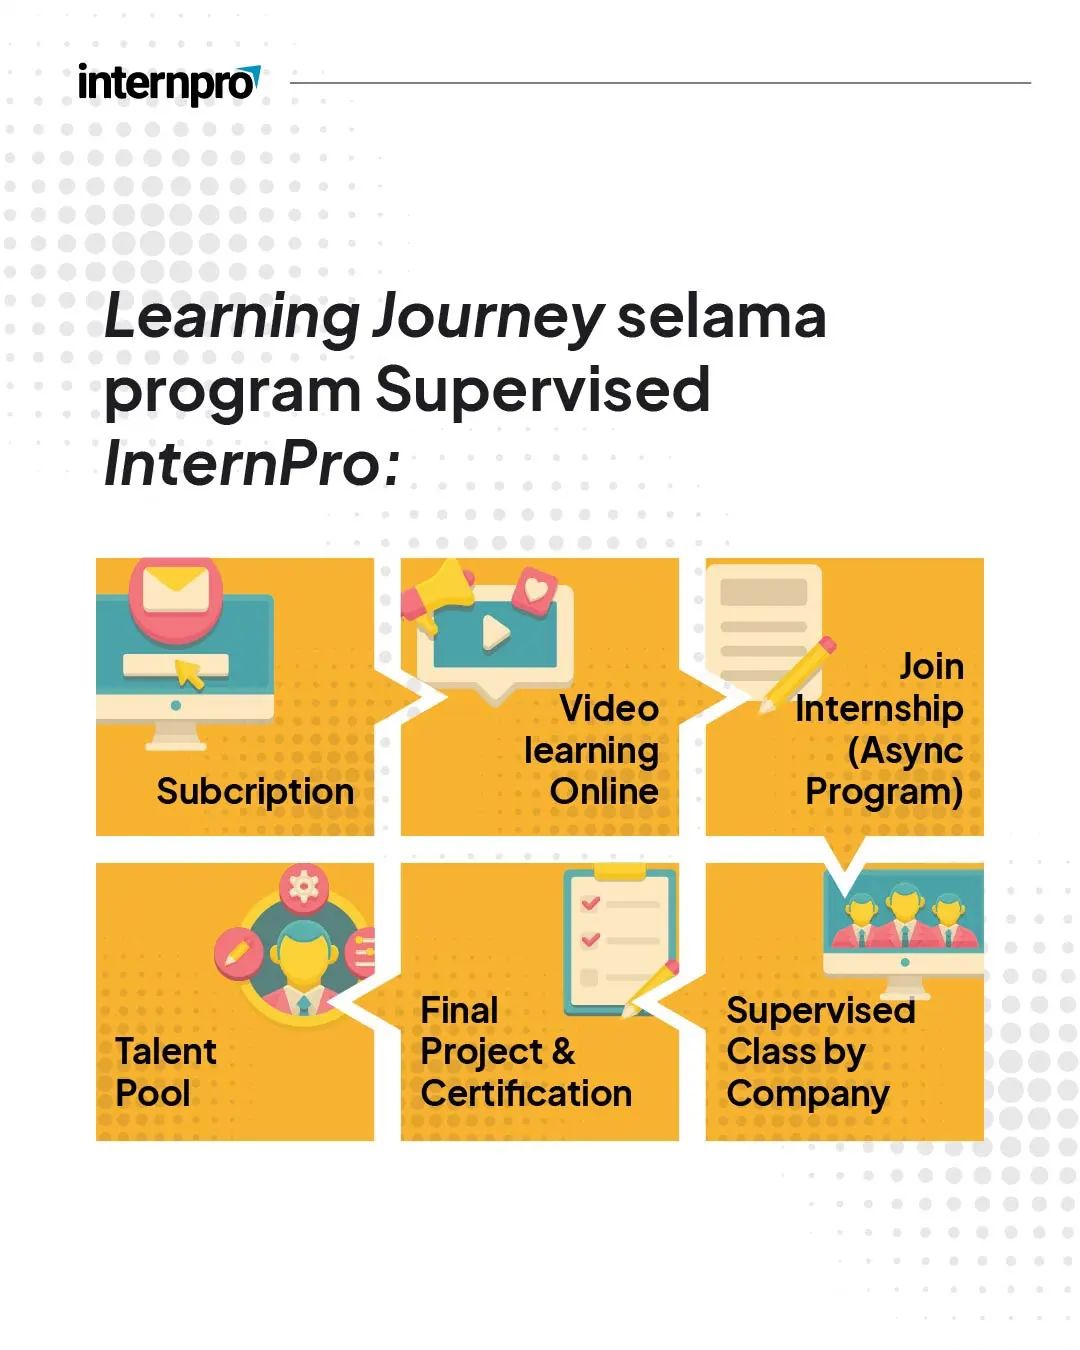 internpro
Learning Journey selama
program Supervised
InternPro:
Subcription
Video
learning
Online
Join
Internship
(Async
Program)
Supervised
Class by
Company
Final
Project &
Certification
Talent
Pool